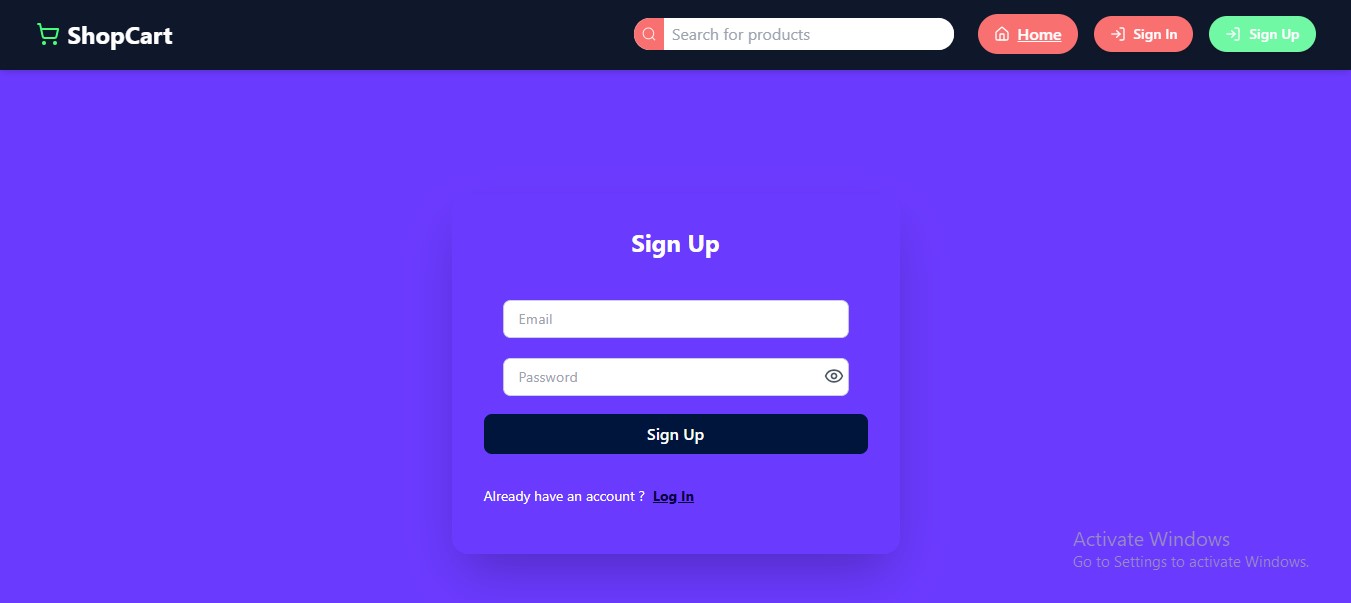 ShopCart
Search for products
Home
Sign In
Sign Up
Sign Up
Email
Password
Sign Up
Already have an account ? Log In
Activate Windows
Go to Settings to activate Windows.